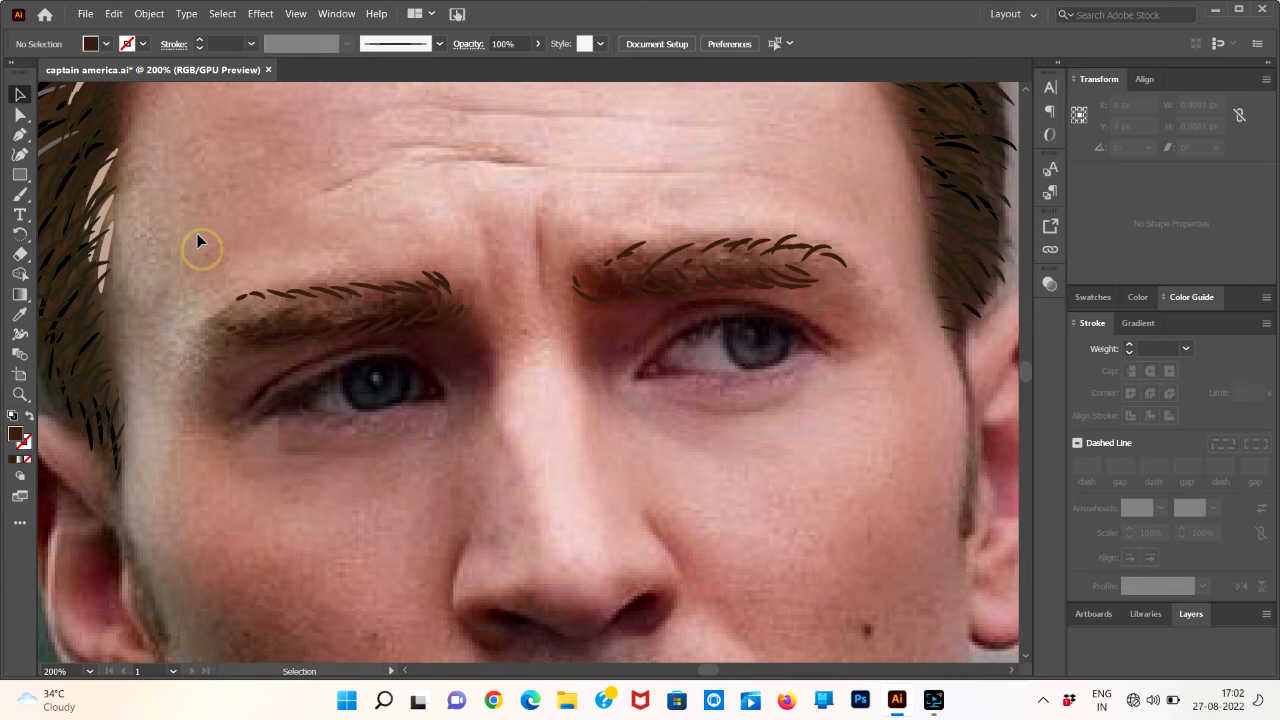 Ai File Edit Object Type Select Effect View Window Help Layout Search Adobe Stock
No Selection Stroke: Opacity: 100% Style: Document Setup Preferences
captain america.ai* @ 200% (RGB/GPU Preview) ×
Transform Align
X: 0 px W: 0.0001 px
Y: 0 px H: 0.0001 px
No Shape Properties
Swatches Color Color Guide
Stroke Gradient
Weight:
Cap:
Corner: Limit: x
Align Stroke:
Dashed Line
dash gap dash gap dash gap
Arrowheads:
Scale: 100% 100%
Align:
Profile:
Artboards Libraries Layers
200% 1 Selection
34°C
Cloudy
Ps Ai
ENG
IN
17:02
27-08-2022